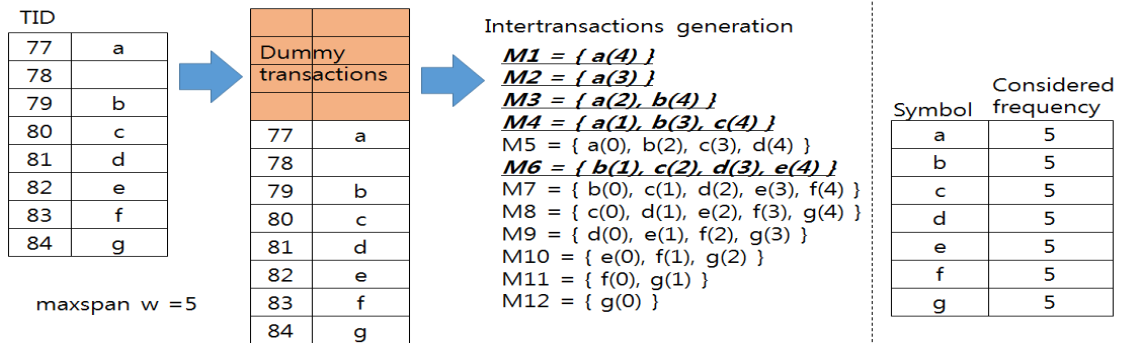 TID
77 a
78
79 b
80 c
81 d
82 e
83 f
84 g
maxspan w =5
Dummy
transactions
77 a
78
79 b
80 c
81 d
82 e
83 f
84 g
Intertransactions generation
M1 = { a(4) }
M2 = { a(3) }
M3 = { a(2), b(4) }
M4 = { a(1), b(3), c(4) }
M5 = { a(0), b(2), c(3), d(4) }
M6 = { b(1), c(2), d(3), e(4) }
M7 = { b(0), c(1), d(2), e(3), f(4) }
M8 = { c(0), d(1), e(2), f(3), g(4) }
M9 = { d(0), e(1), f(2), g(3) }
M10 = { e(0), f(1), g(2) }
M11 = { f(0), g(1) }
M12 = { g(0) }
Considered
Symbol frequency
a 5
b 5
c 5
d 5
e 5
f 5
g 5